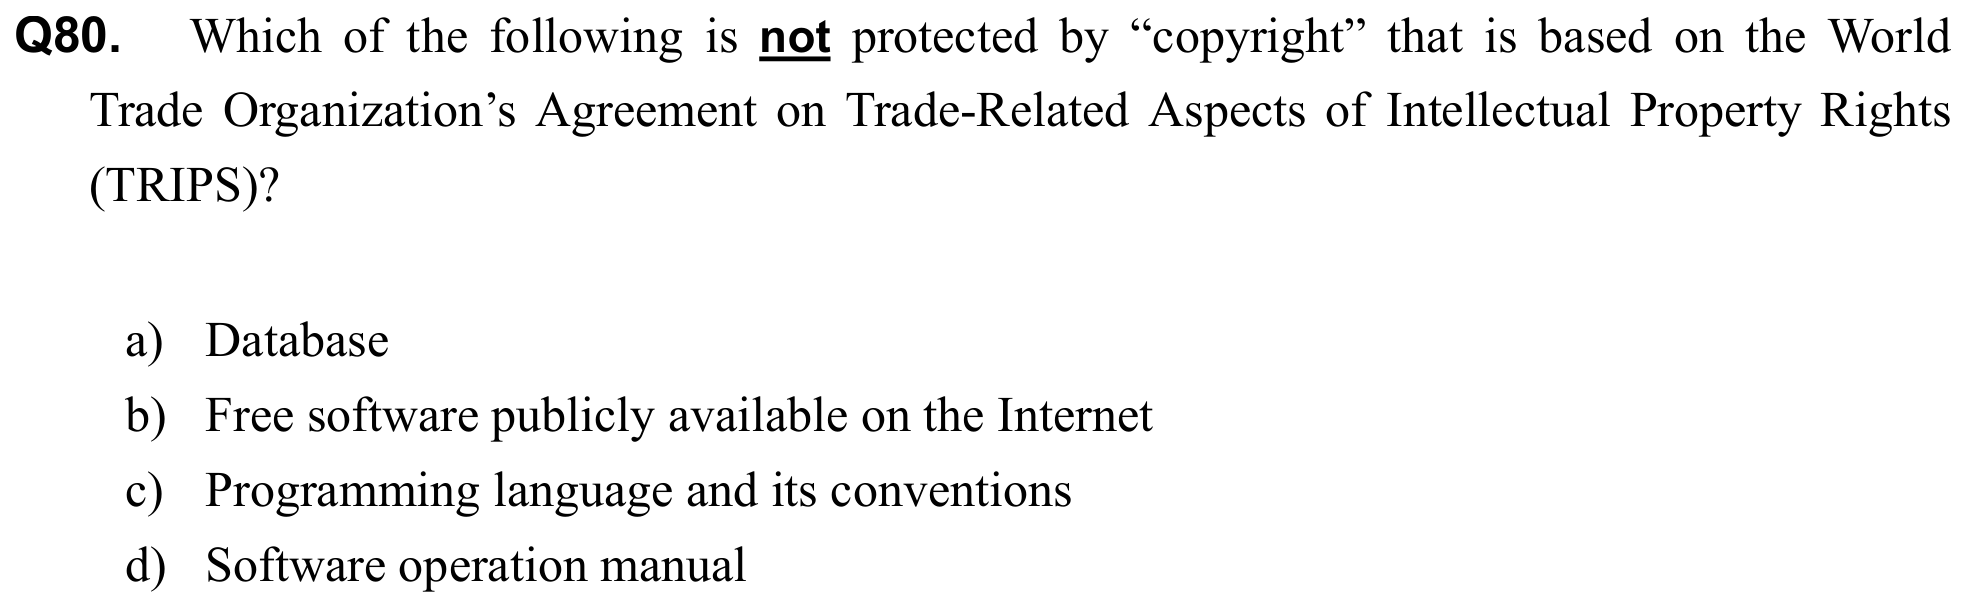 Q80. Which of the following is not protected by “copyright” that is based on the World
Trade Organization’s Agreement on Trade-Related Aspects of Intellectual Property Rights
(TRIPS)?
a) Database
b) Free software publicly available on the Internet
c) Programming language and its conventions
d) Software operation manual